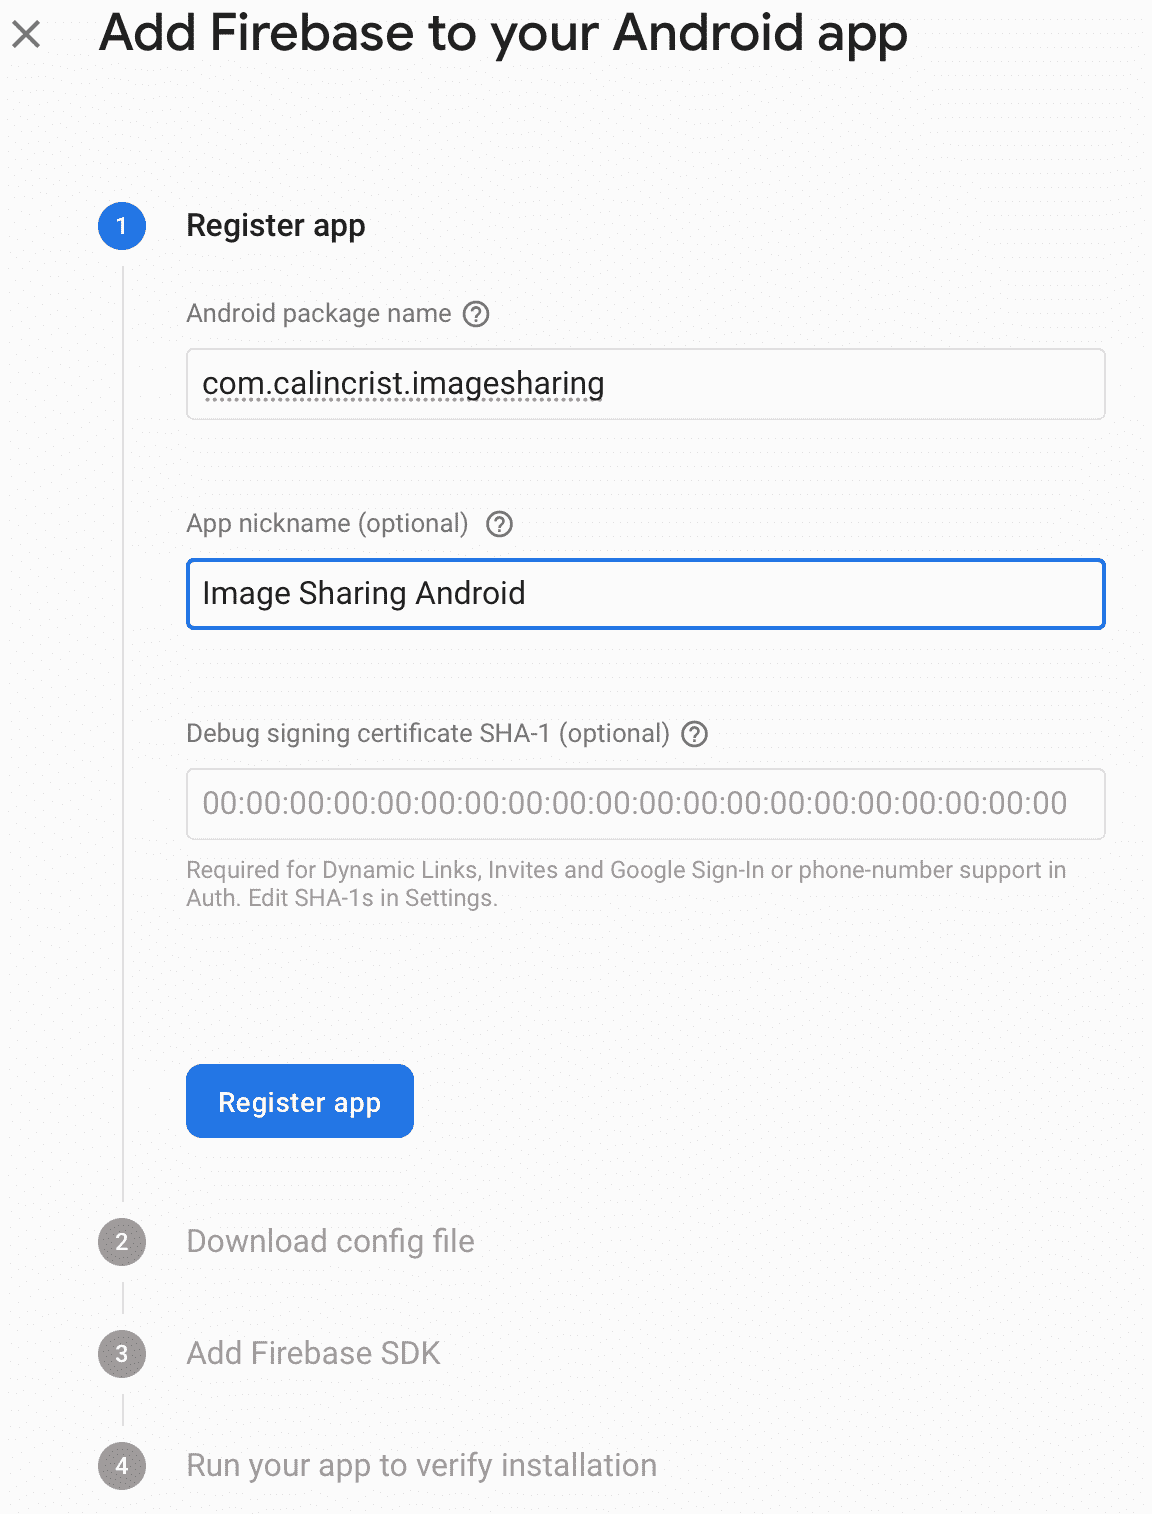 Add Firebase to your Android app
1 Register app
Android package name ?
com.calincrist.imagesharing
App nickname (optional) ?
Image Sharing Android
Debug signing certificate SHA-1 (optional) ?
00:00:00:00:00:00:00:00:00:00:00:00:00:00:00:00:00:00:00:00
Required for Dynamic Links, Invites and Google Sign-In or phone-number support in
Auth. Edit SHA-1s in Settings.
Register app
2 Download config file
3 Add Firebase SDK
4 Run your app to verify installation